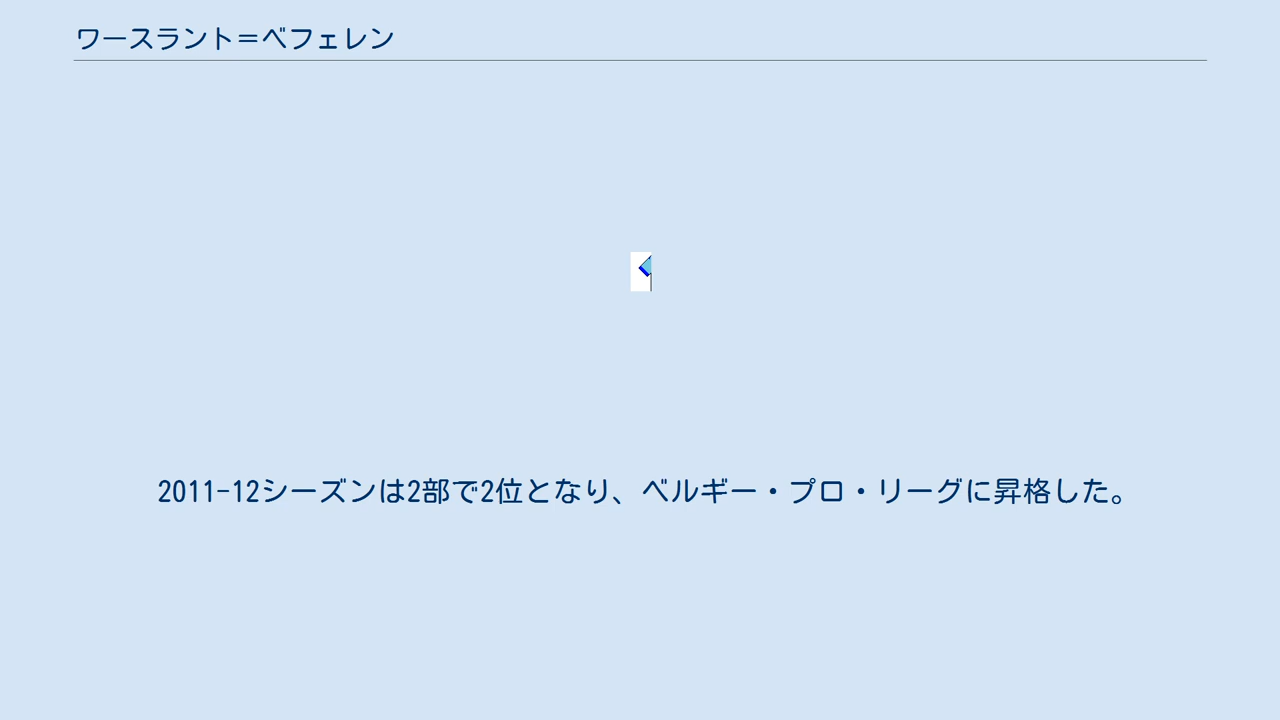 ワースラント＝ベフェレン
2011-12シーズンは2部で2位となり、ベルギー・プロ・リーグに昇格した。